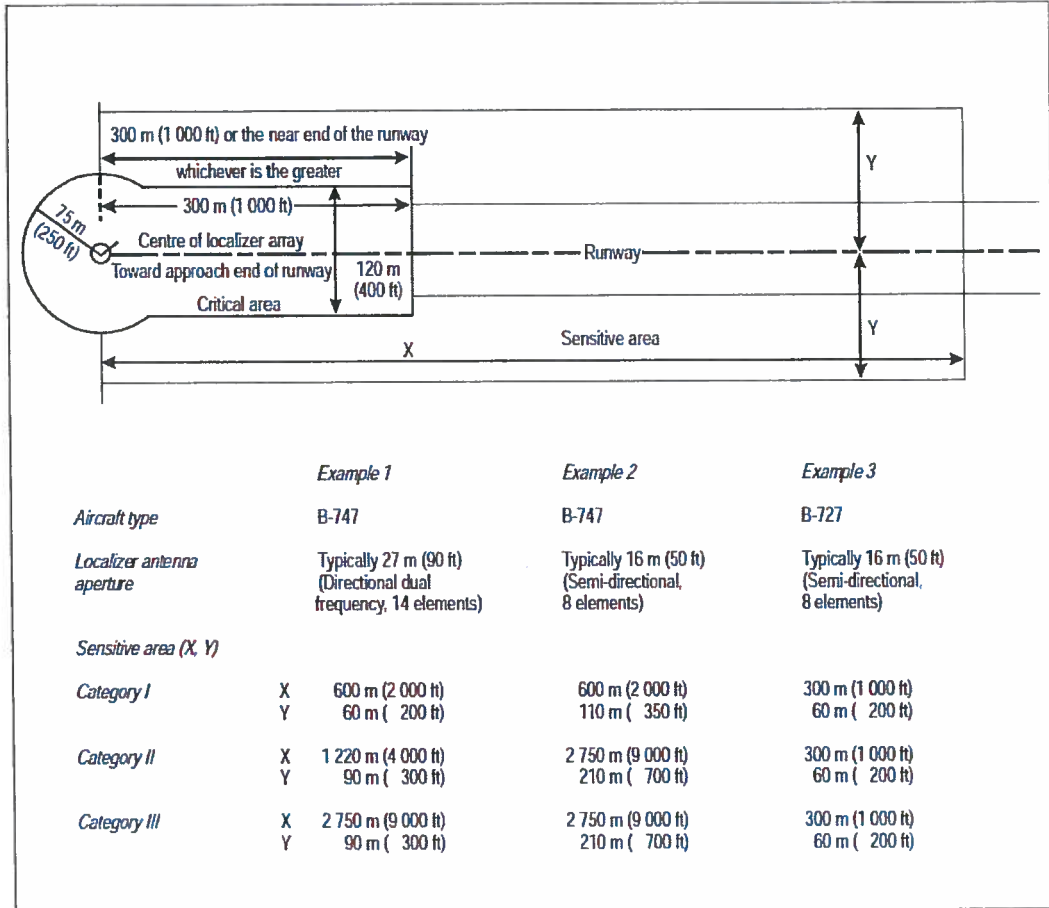 300 m (1 000 ft) or the near end of the runway
whichever is the greater
300 m (1 000 ft)
75 m
(250 ft)
Centre of localizer array
Toward approach end of runway
120 m
(400 ft)
Critical area
Runway
Y
Y
Sensitive area
X
Example 1 Example 2 Example 3
Aircraft type B-747 B-747 B-727
Localizer antenna Typically 27 m (90 ft) Typically 16 m (50 ft) Typically 16 m (50 ft)
aperture (Directional dual (Semi-directional, (Semi-directional,
frequency, 14 elements) 8 elements) 8 elements)
Sensitive area (X, Y)
Category I X 600 m (2 000 ft) 600 m (2 000 ft) 300 m (1 000 ft)
Y 60 m ( 200 ft) 110 m ( 350 ft) 60 m ( 200 ft)
Category II X 1 220 m (4 000 ft) 2 750 m (9 000 ft) 300 m (1 000 ft)
Y 90 m ( 300 ft) 210 m ( 700 ft) 60 m ( 200 ft)
Category III X 2 750 m (9 000 ft) 2 750 m (9 000 ft) 300 m (1 000 ft)
Y 90 m ( 300 ft) 210 m ( 700 ft) 60 m ( 200 ft)